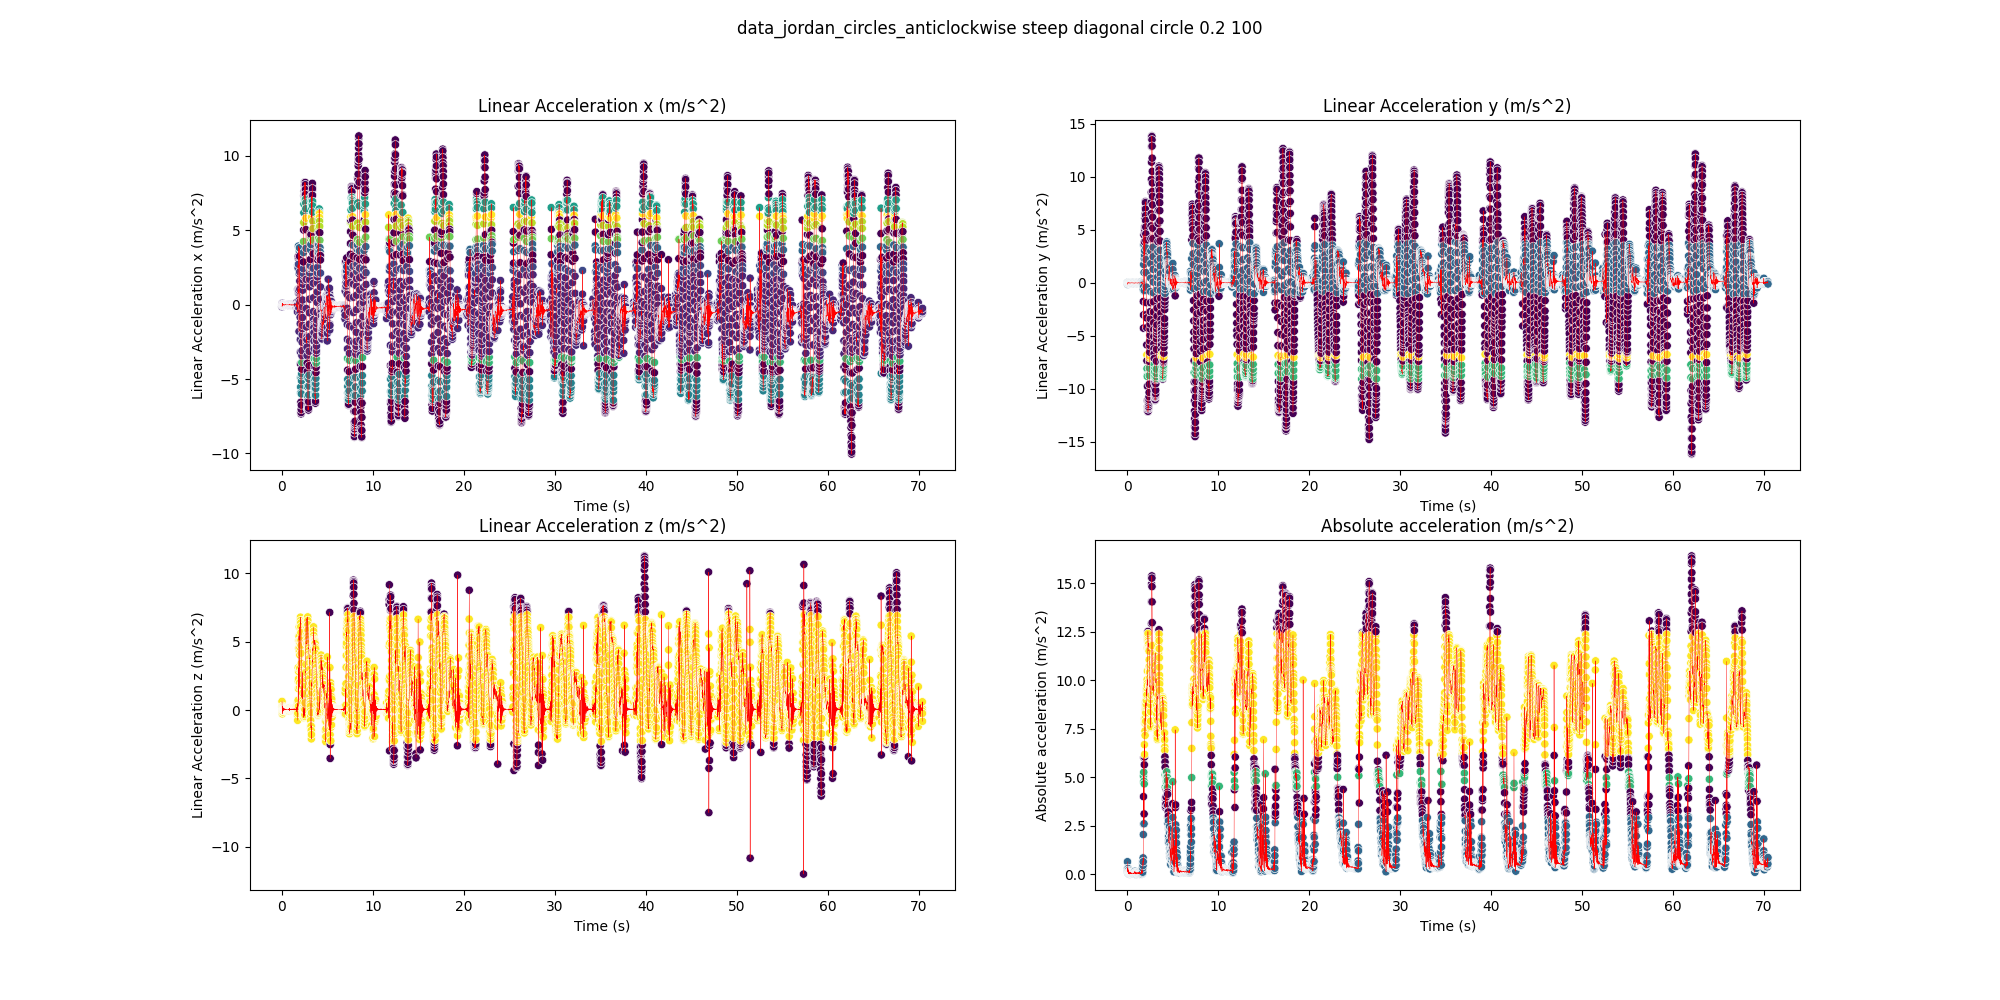 data_jordan_circles_anticlockwise steep diagonal circle 0.2 100
Linear Acceleration x (m/s^2)
Linear Acceleration x (m/s^2)
10
5
0
−5
−10
0 10 20 30 40 50 60 70
Time (s)
Linear Acceleration y (m/s^2)
Linear Acceleration y (m/s^2)
15
10
5
0
−5
−10
−15
0 10 20 30 40 50 60 70
Time (s)
Linear Acceleration z (m/s^2)
Linear Acceleration z (m/s^2)
10
5
0
−5
−10
0 10 20 30 40 50 60 70
Time (s)
Absolute acceleration (m/s^2)
Absolute acceleration (m/s^2)
15.0
12.5
10.0
7.5
5.0
2.5
0.0
0 10 20 30 40 50 60 70
Time (s)